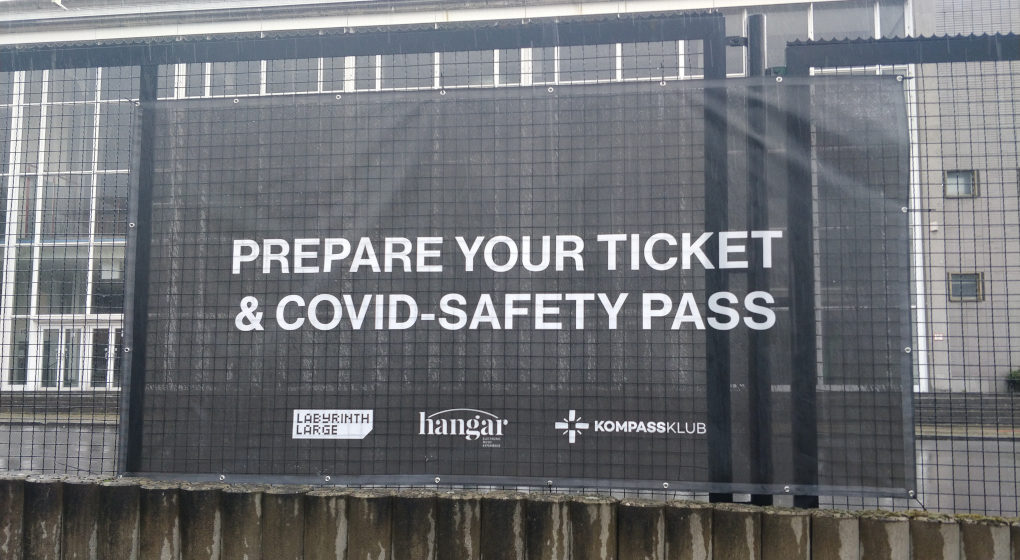 PREPARE YOUR TICKET
& COVID-SAFETY PASS
LABYRINTH
LARGE
hangar
KOMPASSKLUB